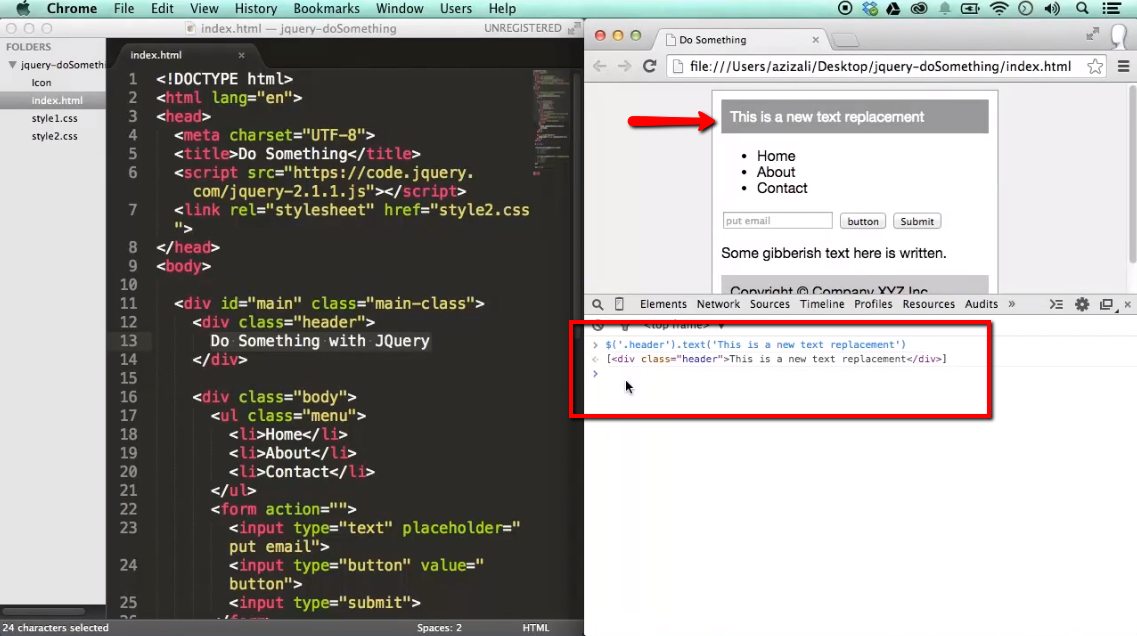 Chrome File Edit View History Bookmarks Window Users Help
index.html — jquery-doSomething UNREGISTERED
FOLDERS
jquery-doSometh
Icon
index.html
style1.css
style2.css
index.html ×
1 <!DOCTYPE html>
2 <html lang="en">
3 <head>
4 <meta charset="UTF-8">
5 <title>Do Something</title>
6 <script src="https://code.jquery.
com/jquery-2.1.1.js"></script>
7 <link rel="stylesheet" href="style2.css
">
8 </head>
9 <body>
10
11 <div id="main" class="main-class">
12 <div class="header">
13 Do Something with JQuery
14 </div>
15
16 <div class="body">
17 <ul class="menu">
18 <li>Home</li>
19 <li>About</li>
20 <li>Contact</li>
21 </ul>
22 <form action="">
23 <input type="text" placeholder="
put email">
24 <input type="button" value="
button">
25 <input type="submit">
24 characters selected Spaces: 2 HTML
Do Something ×
file:///Users/azizali/Desktop/jquery-doSomething/index.html
This is a new text replacement
• Home
• About
• Contact
put email button Submit
Some gibberish text here is written.
Copyright © Company XYZ Inc
Elements Network Sources Timeline Profiles Resources Audits »
<top frame> ▼
> $('.header').text('This is a new text replacement')
< [<div class="header">This is a new text replacement</div>]
>